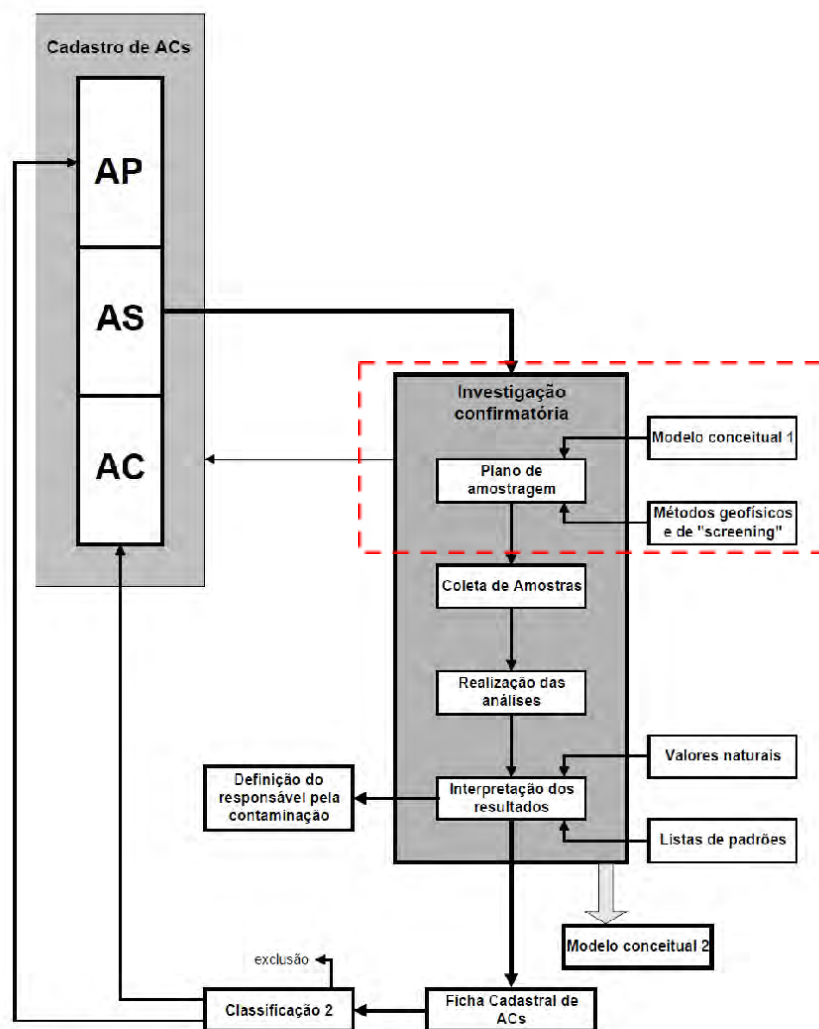 Cadastro de ACs
AP
AS
AC
Investigação
confirmatória
Modelo conceitual 1
Plano de
amostragem
Métodos geofísicos
e de "screening"
Coleta de Amostras
Realização das
análises
Valores naturais
Definição do
responsável pela
contaminação
Interpretação dos
resultados
Listas de padrões
Modelo conceitual 2
exclusão
Classificação 2
Ficha Cadastral de
ACs